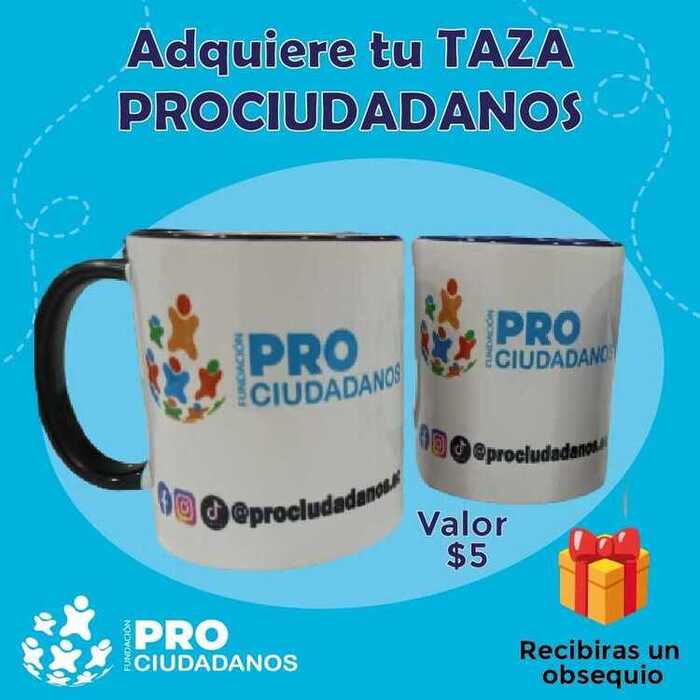 Adquiere tu TAZA
PROCIUDADANOS
FUNDACIÓN
PRO
CIUDADANOS
@prociudadanos.ec
FUNDACIÓN
PRO
CIUDADANOS
@prociudadanos.
Valor
$5
FUNDACIÓN
PRO
CIUDADANOS
Recibiras un
obsequio